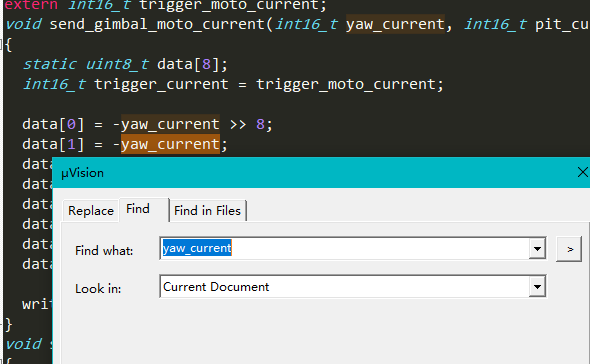 extern int16_t trigger_moto_current;
void send_gimbal_moto_current(int16_t yaw_current, int16_t pit_cu
{
static uint8_t data[8];
int16_t trigger_current = trigger_moto_current;
data[0] = -yaw_current >> 8;
data[1] = -yaw_current;
data
data
data
data
data
data
writ
}
void s
{
µVision
Replace Find Find in Files
Find what: yaw_current >
Look in: Current Document